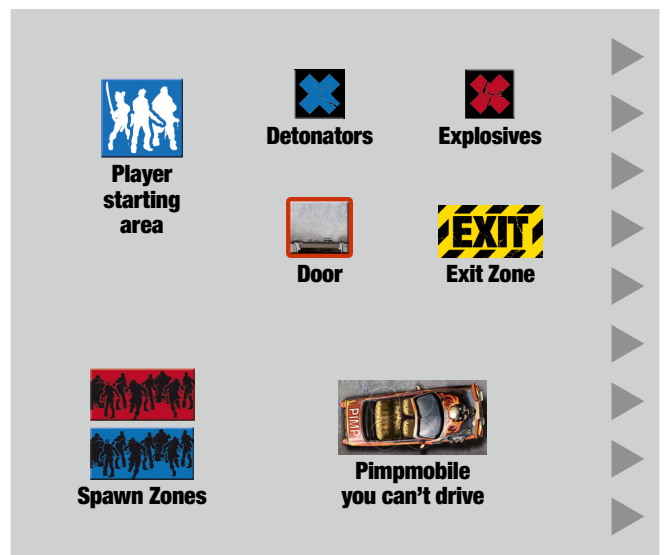 Player
starting
area
Detonators
Explosives
Door
EXIT
Exit Zone
Spawn Zones
PIMP
Pimpmobile
you can't drive